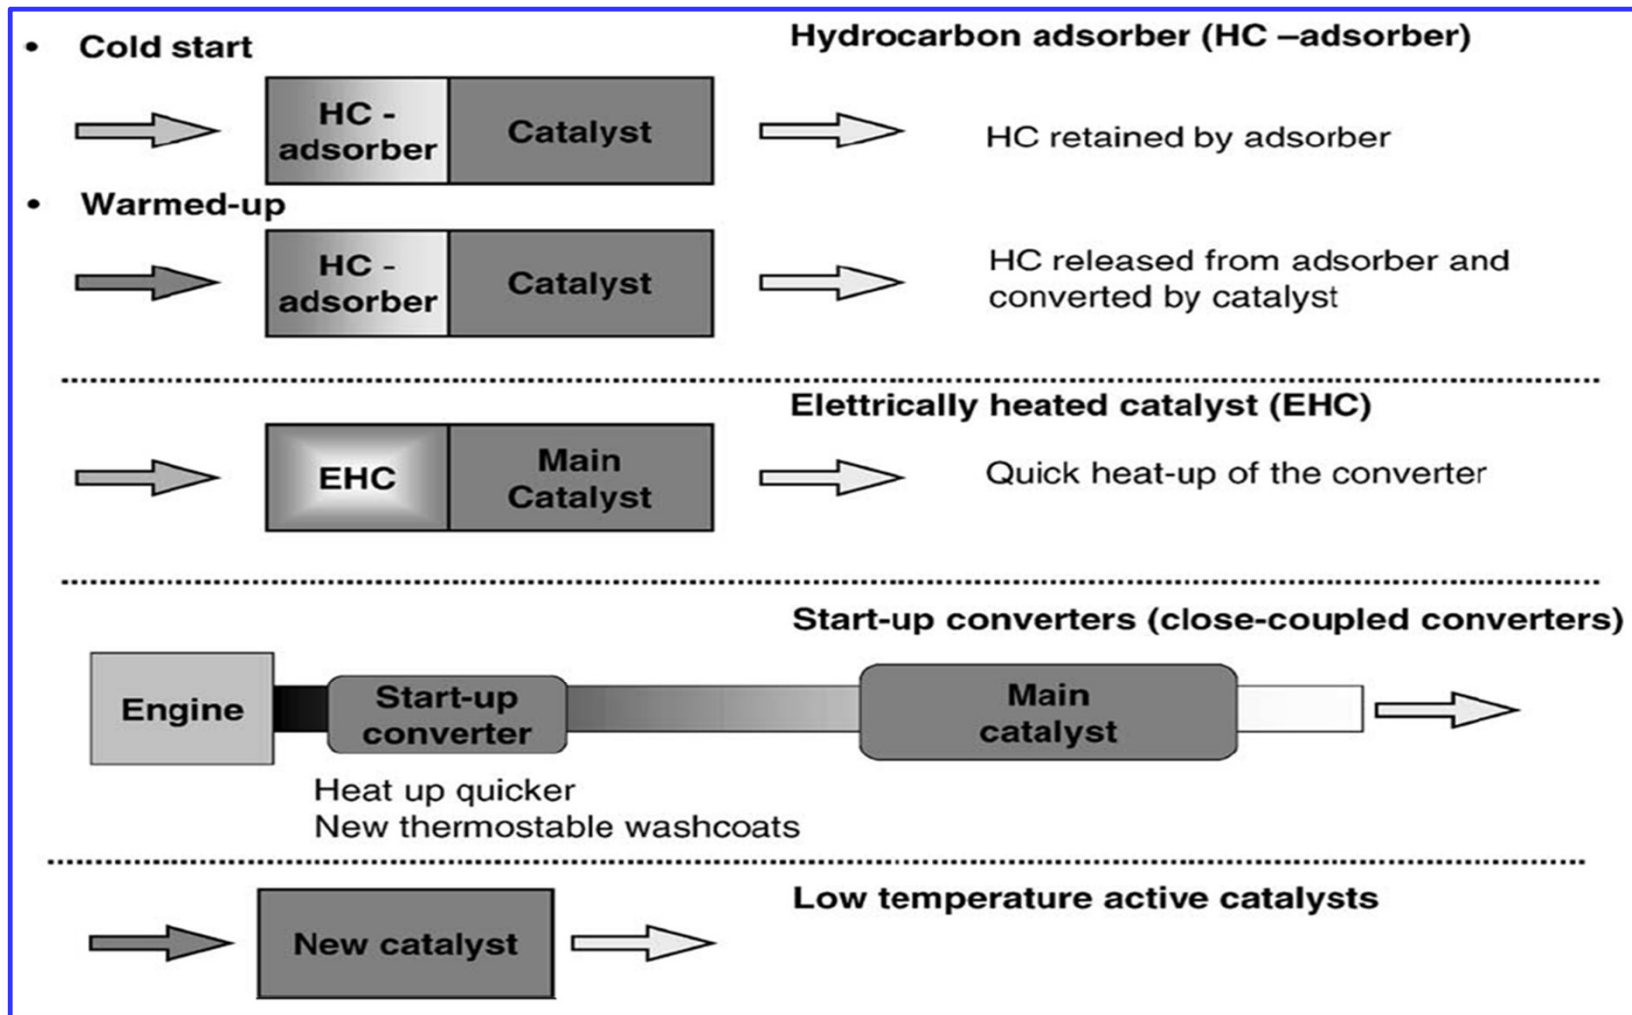 • Cold start
Hydrocarbon adsorber (HC –adsorber)
HC -
adsorber
Catalyst
HC retained by adsorber
• Warmed-up
HC -
adsorber
Catalyst
HC released from adsorber and
converted by catalyst
Elettrically heated catalyst (EHC)
EHC
Main
Catalyst
Quick heat-up of the converter
Start-up converters (close-coupled converters)
Engine
Start-up
converter
Main
catalyst
Heat up quicker
New thermostable washcoats
Low temperature active catalysts
New catalyst